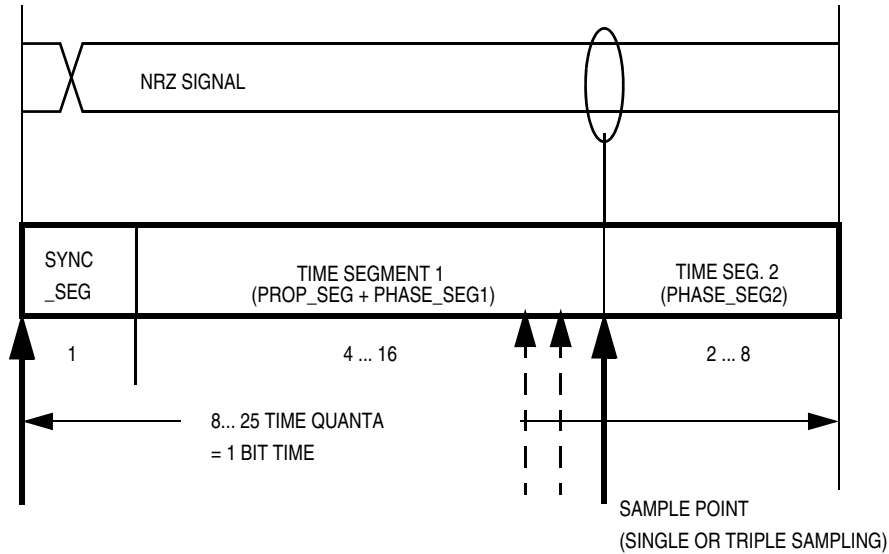 NRZ SIGNAL
SYNC
_SEG
TIME SEGMENT 1
(PROP_SEG + PHASE_SEG1)
TIME SEG. 2
(PHASE_SEG2)
1
4 ... 16
2 ... 8
8... 25 TIME QUANTA
= 1 BIT TIME
SAMPLE POINT
(SINGLE OR TRIPLE SAMPLING)